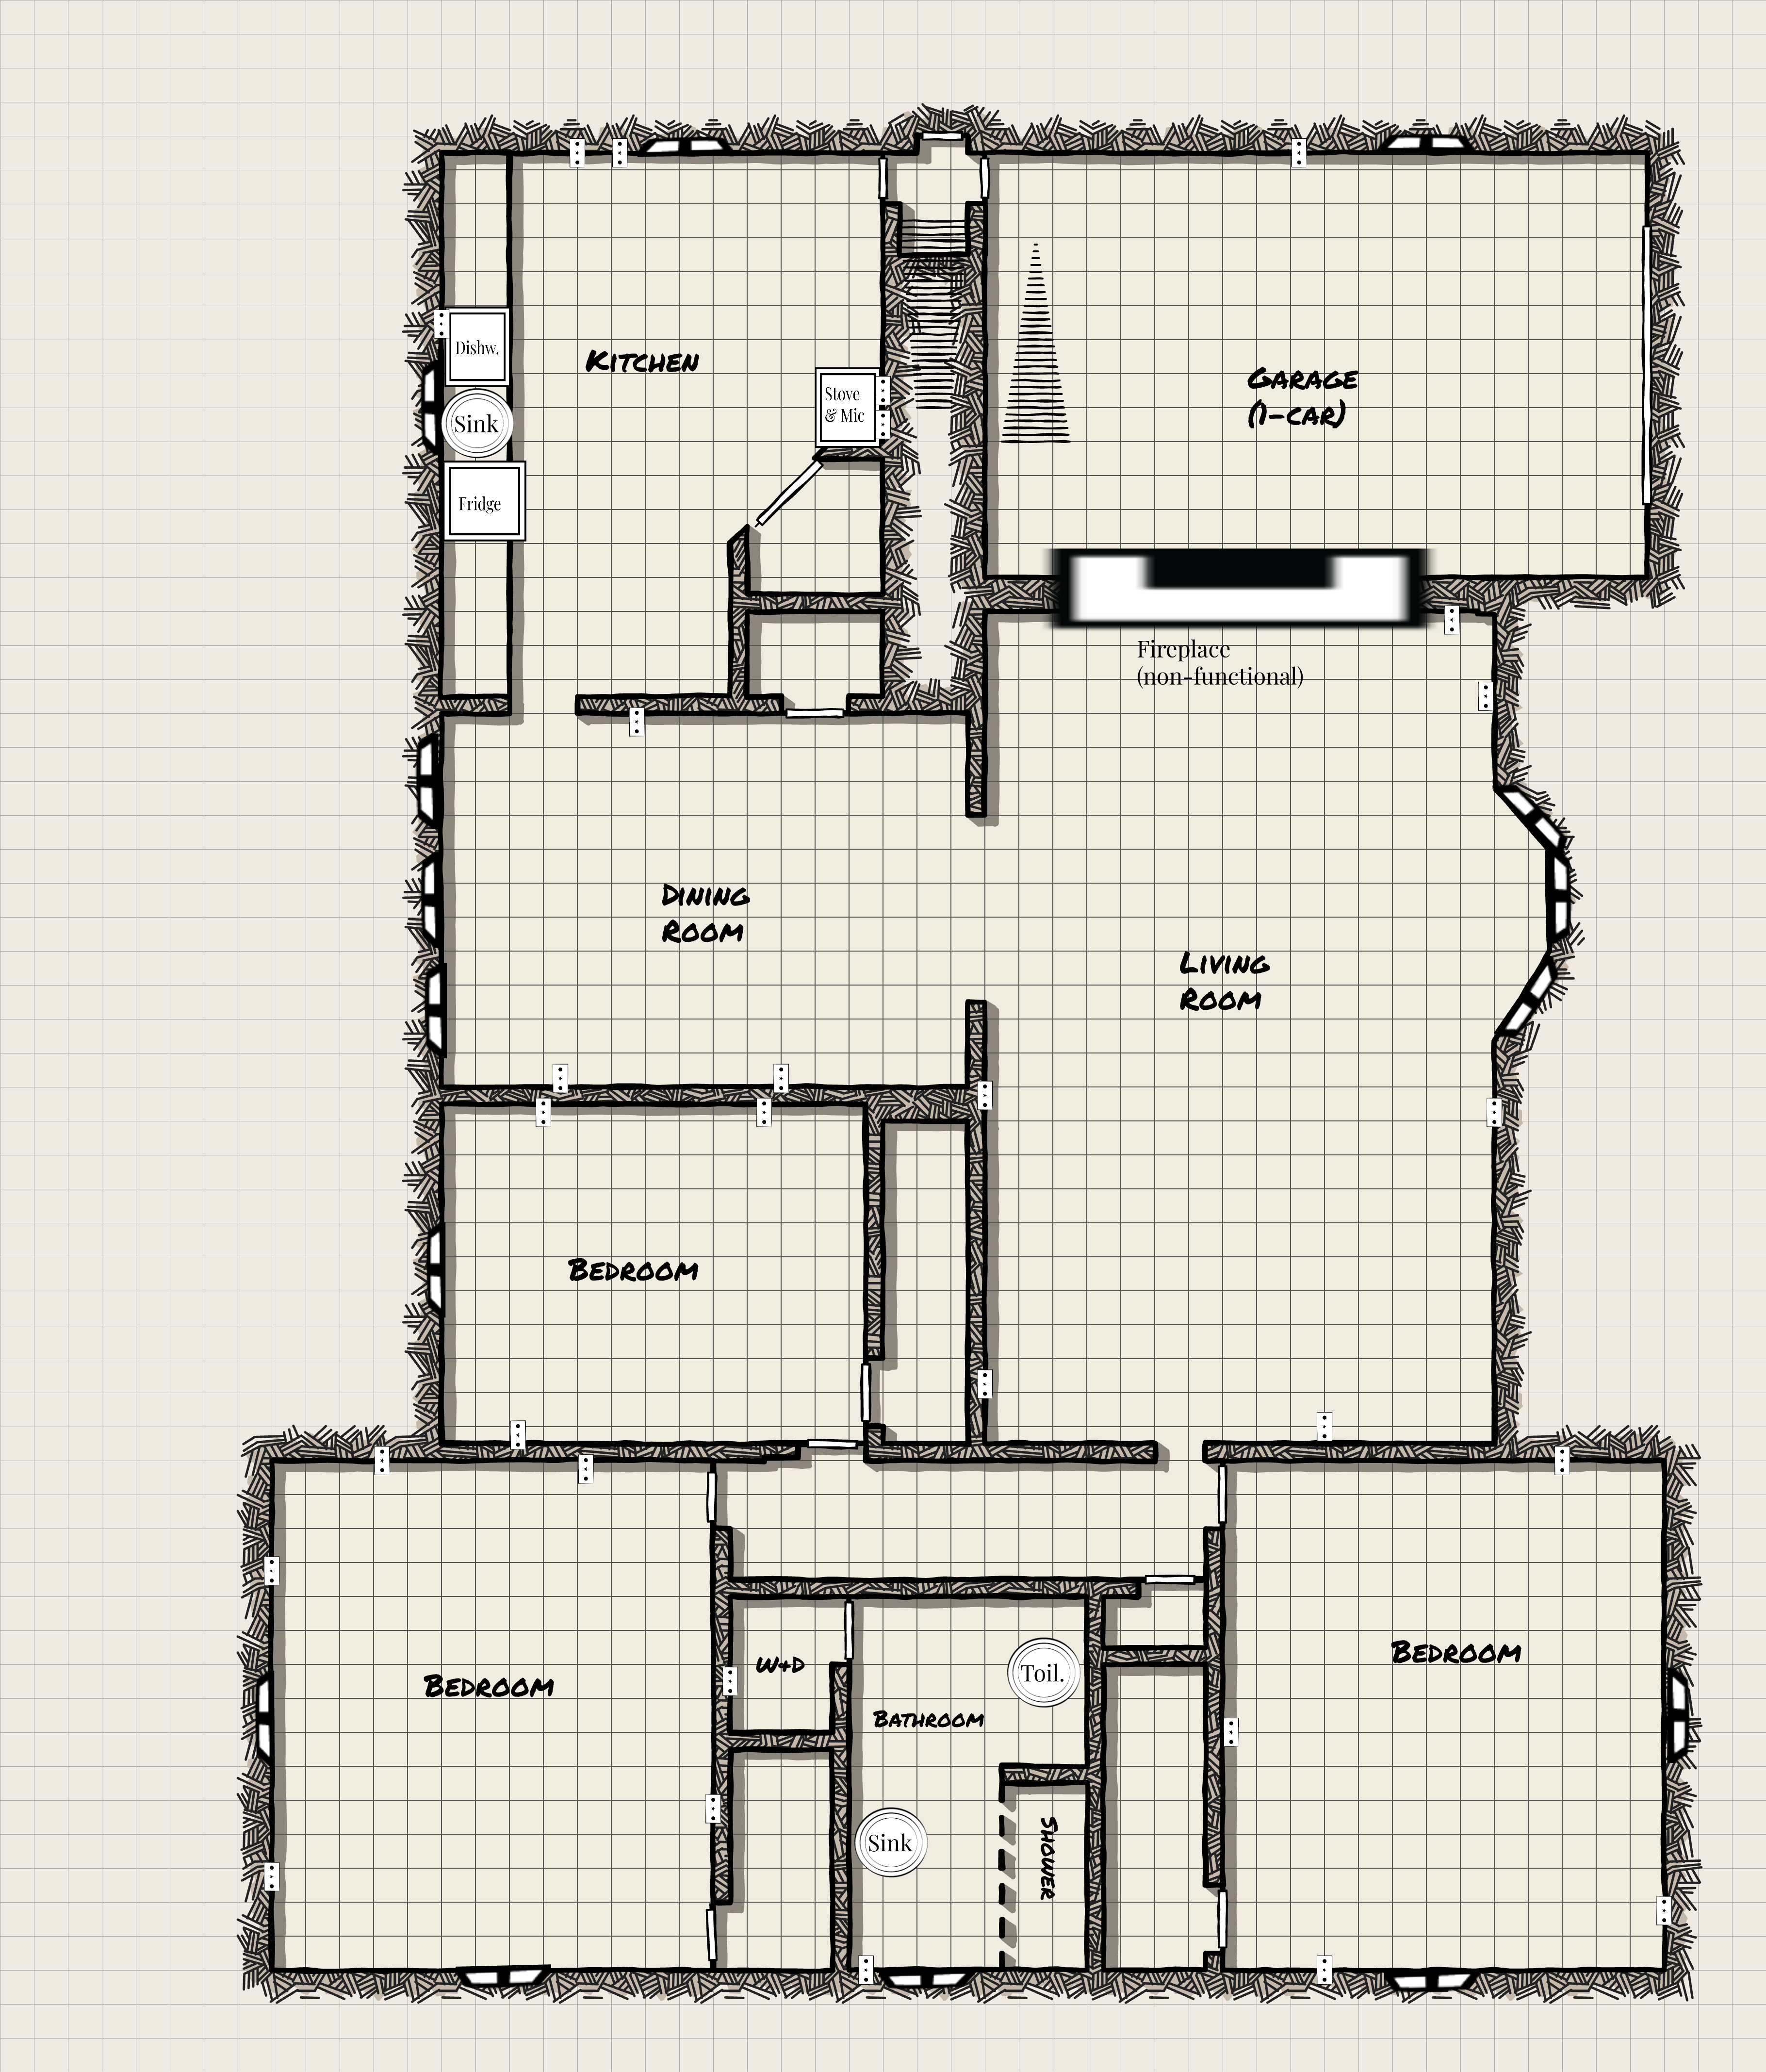 Dishw.
Kitchen
Stove
& Mic
Sink
Fridge
Garage
(1-car)
Fireplace
(non-functional)
Dining
Room
Living
Room
Bedroom
Bedroom
W+D
Bathroom
Toil.
Bedroom
Sink
Shower